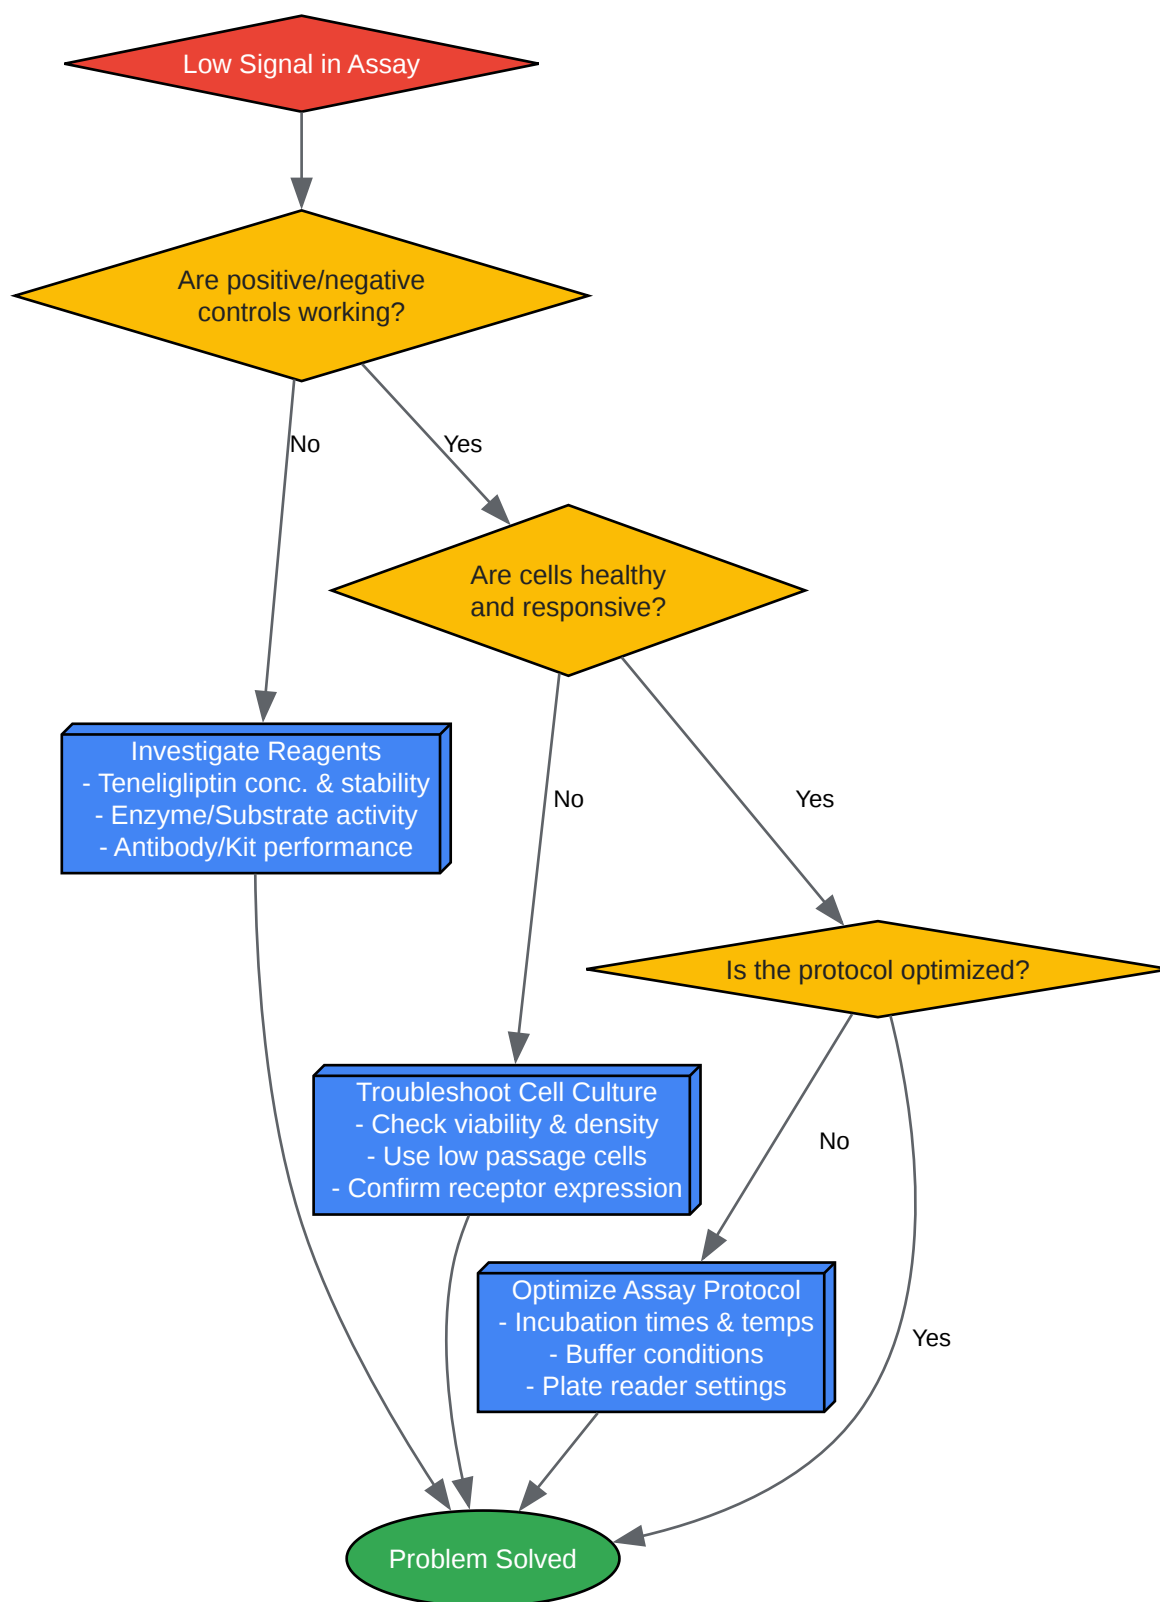 Low Signal in Assay
Are positive/negative
controls working?
No
Yes
Are cells healthy
and responsive?
Investigate Reagents
- Teneligliptin conc. & stability
- Enzyme/Substrate activity
- Antibody/Kit performance
No
Yes
Is the protocol optimized?
Troubleshoot Cell Culture
- Check viability & density
- Use low passage cells
- Confirm receptor expression
No
Optimize Assay Protocol
- Incubation times & temps
- Buffer conditions
- Plate reader settings
Yes
Problem Solved